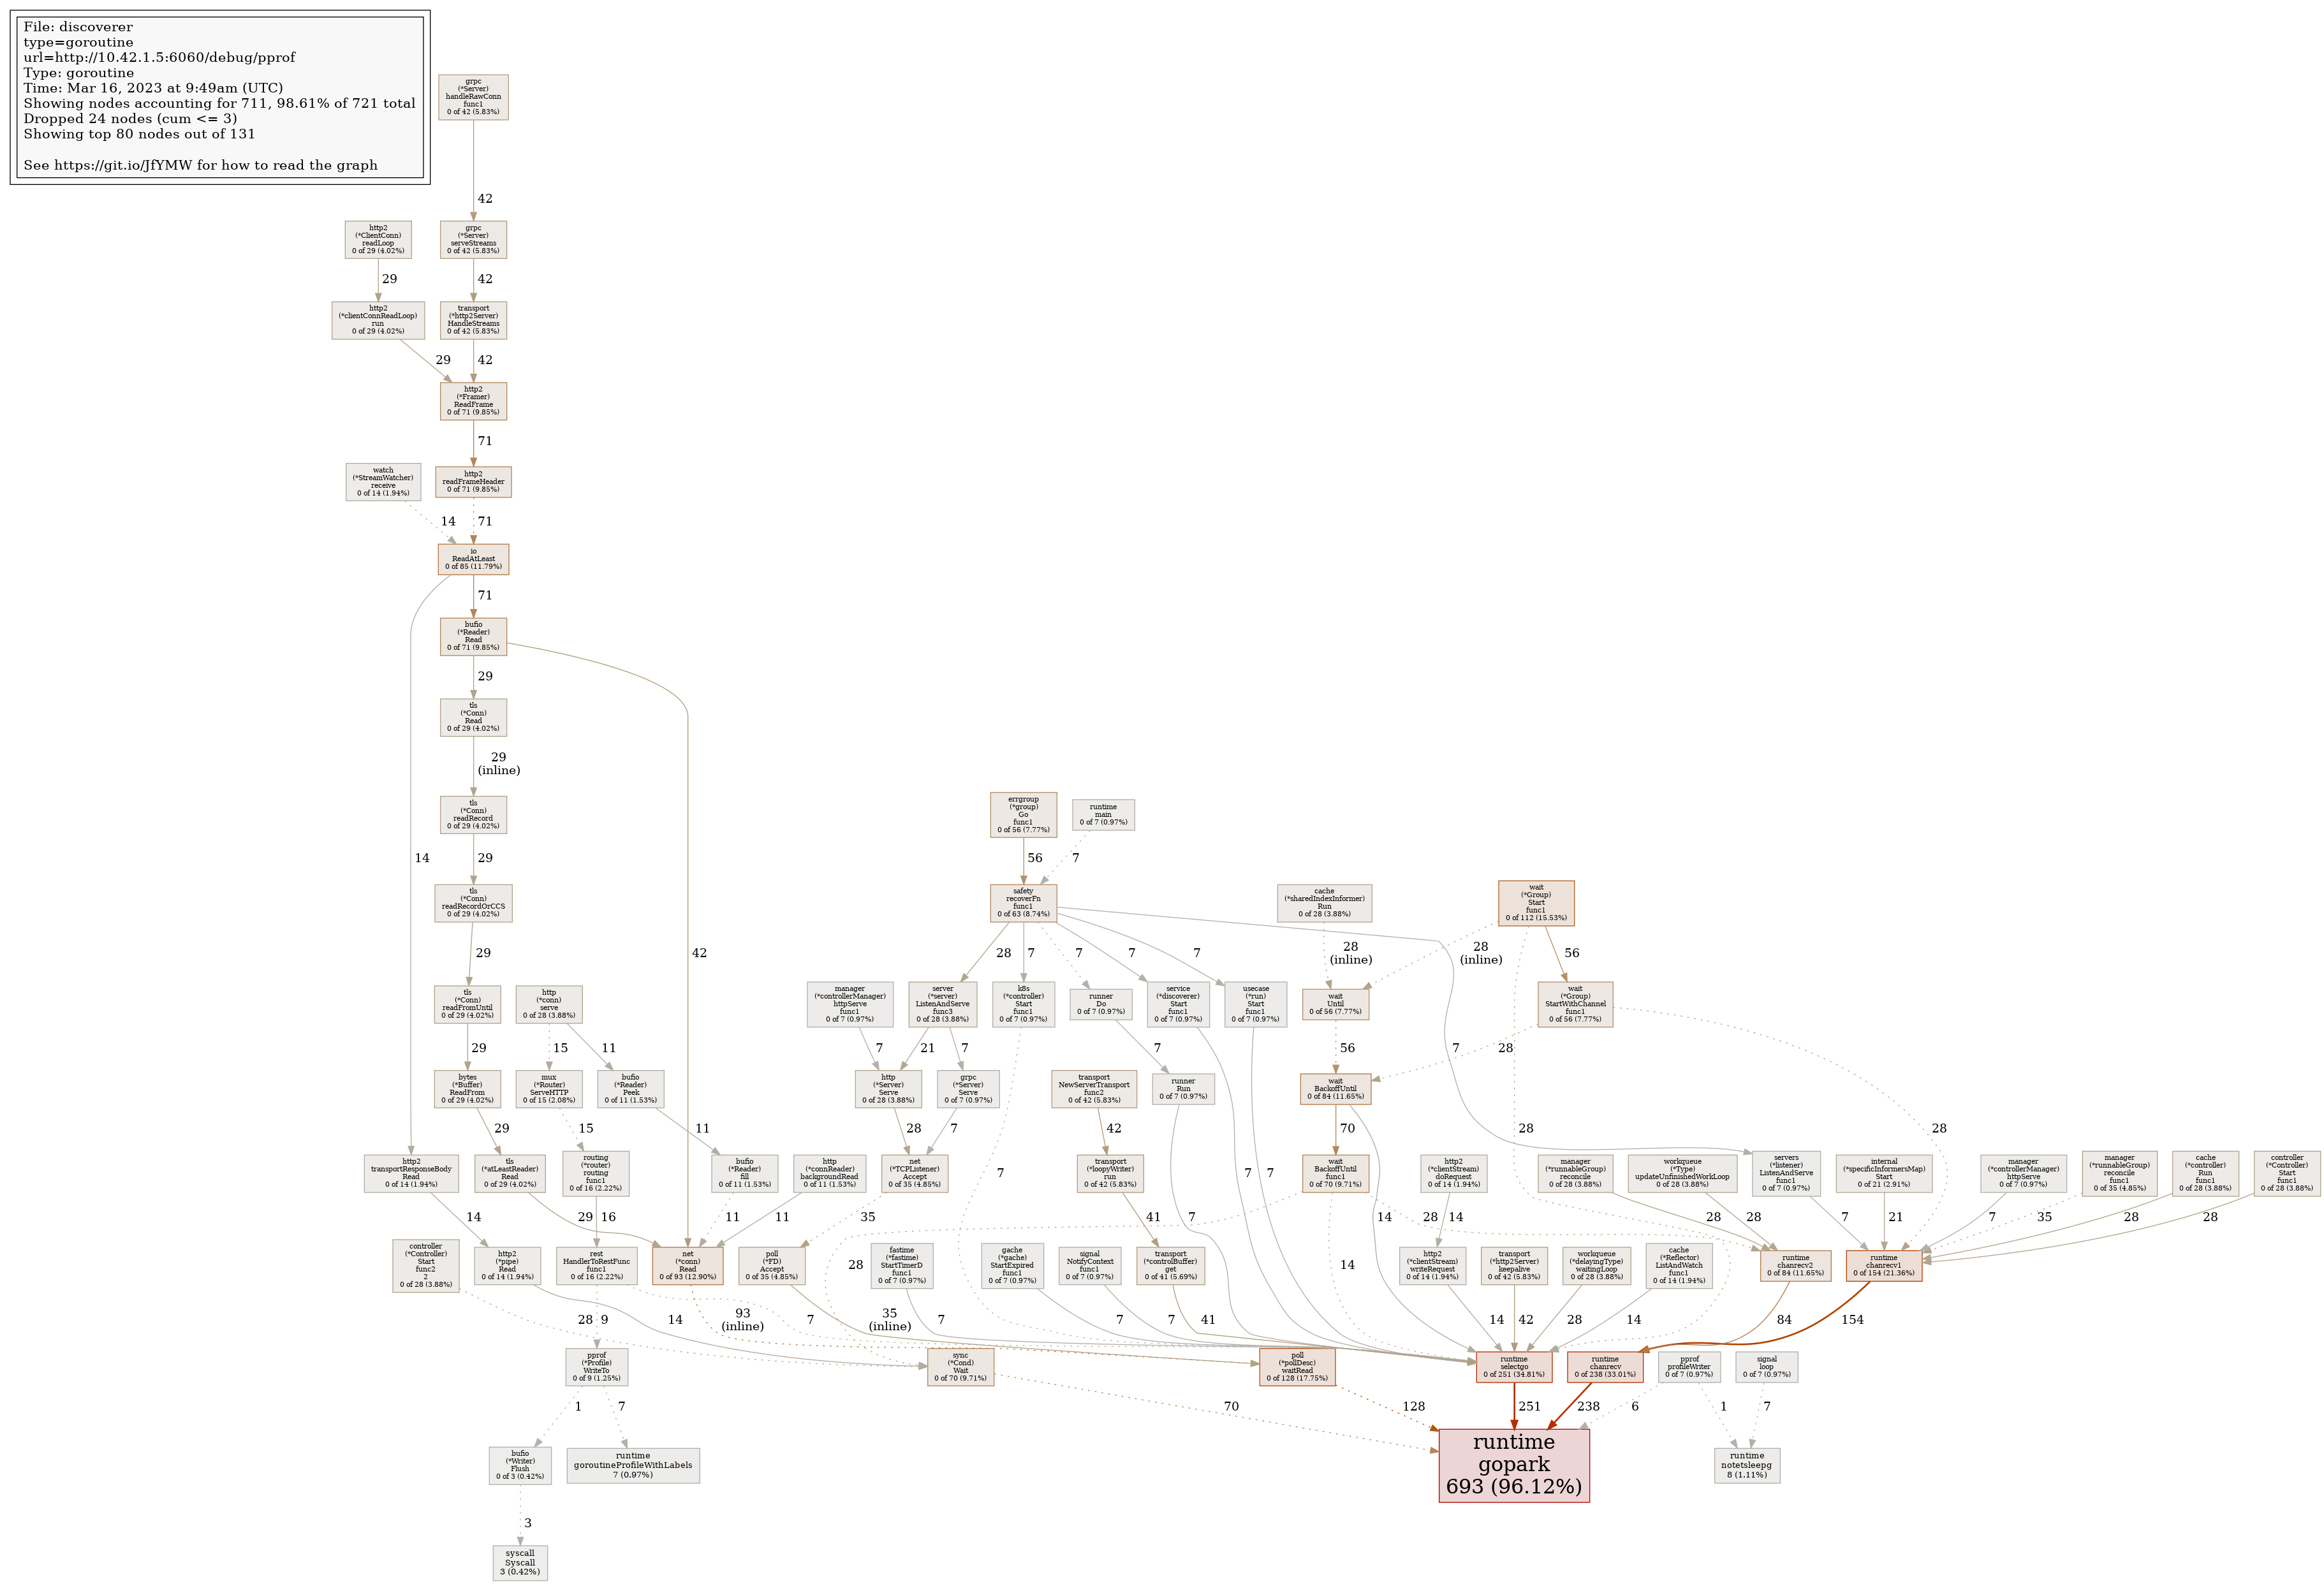 File: discoverer
type=goroutine
url=http://10.42.1.5:6060/debug/pprof
Type: goroutine
Time: Mar 16, 2023 at 9:49am (UTC)
Showing nodes accounting for 711, 98.61% of 721 total
Dropped 24 nodes (cum <= 3)
Showing top 80 nodes out of 131
See https://git.io/JfYMW for how to read the graph
grpc
(*Server)
handleRawConn
func1
0 of 42 (5.83%)
42
http2
(*ClientConn)
readLoop
0 of 29 (4.02%)
grpc
(*Server)
serveStreams
0 of 42 (5.83%)
29
42
http2
(*clientConnReadLoop)
run
0 of 29 (4.02%)
transport
(*http2Server)
HandleStreams
0 of 42 (5.83%)
29
42
http2
(*Framer)
ReadFrame
0 of 71 (9.85%)
71
watch
(*StreamWatcher)
receive
0 of 14 (1.94%)
http2
readFrameHeader
0 of 71 (9.85%)
14
71
io
ReadAtLeast
0 of 85 (11.79%)
71
bufio
(*Reader)
Read
0 of 71 (9.85%)
29
tls
(*Conn)
Read
0 of 29 (4.02%)
29
(inline)
tls
(*Conn)
readRecord
0 of 29 (4.02%)
errgroup
(*group)
Go
func1
0 of 56 (7.77%)
runtime
main
0 of 7 (0.97%)
14
29
56
7
tls
(*Conn)
readRecordOrCCS
0 of 29 (4.02%)
safety
recoverFn
func1
0 of 63 (8.74%)
cache
(*sharedIndexInformer)
Run
0 of 28 (3.88%)
wait
(*Group)
Start
func1
0 of 112 (15.53%)
29
42
28
7
7
7
7
28
(inline)
28
(inline)
56
tls
(*Conn)
readFromUntil
0 of 29 (4.02%)
http
(*conn)
serve
0 of 28 (3.88%)
manager
(*controllerManager)
httpServe
func1
0 of 7 (0.97%)
server
(*server)
ListenAndServe
func3
0 of 28 (3.88%)
k8s
(*controller)
Start
func1
0 of 7 (0.97%)
runner
Do
0 of 7 (0.97%)
service
(*discoverer)
Start
func1
0 of 7 (0.97%)
usecase
(*run)
Start
func1
0 of 7 (0.97%)
wait
Until
0 of 56 (7.77%)
wait
(*Group)
StartWithChannel
func1
0 of 56 (7.77%)
29
15
11
7
21
7
7
56
7
28
bytes
(*Buffer)
ReadFrom
0 of 29 (4.02%)
mux
(*Router)
ServeHTTP
0 of 15 (2.08%)
bufio
(*Reader)
Peek
0 of 11 (1.53%)
http
(*Server)
Serve
0 of 28 (3.88%)
grpc
(*Server)
Serve
0 of 7 (0.97%)
transport
NewServerTransport
func2
0 of 42 (5.83%)
runner
Run
0 of 7 (0.97%)
wait
BackoffUntil
0 of 84 (11.65%)
29
15
11
28
7
42
70
28
28
http2
transportResponseBody
Read
0 of 14 (1.94%)
tls
(*atLeastReader)
Read
0 of 29 (4.02%)
routing
(*router)
routing
func1
0 of 16 (2.22%)
bufio
(*Reader)
fill
0 of 11 (1.53%)
http
(*connReader)
backgroundRead
0 of 11 (1.53%)
net
(*TCPListener)
Accept
0 of 35 (4.85%)
7
transport
(*loopyWriter)
run
0 of 42 (5.83%)
7
7
wait
BackoffUntil
func1
0 of 70 (9.71%)
http2
(*clientStream)
doRequest
0 of 14 (1.94%)
manager
(*runnableGroup)
reconcile
0 of 28 (3.88%)
workqueue
(*Type)
updateUnfinishedWorkLoop
0 of 28 (3.88%)
servers
(*listener)
ListenAndServe
func1
0 of 7 (0.97%)
internal
(*specificInformersMap)
Start
0 of 21 (2.91%)
manager
(*controllerManager)
httpServe
0 of 7 (0.97%)
manager
(*runnableGroup)
reconcile
func1
0 of 35 (4.85%)
cache
(*controller)
Run
func1
0 of 28 (3.88%)
controller
(*Controller)
Start
func1
0 of 28 (3.88%)
14
29
16
11
11
35
41
7
14
28
14
28
28
7
21
7
35
28
28
controller
(*Controller)
Start
func2
2
0 of 28 (3.88%)
http2
(*pipe)
Read
0 of 14 (1.94%)
rest
HandlerToRestFunc
func1
0 of 16 (2.22%)
net
(*conn)
Read
0 of 93 (12.90%)
poll
(*FD)
Accept
0 of 35 (4.85%)
28
fastime
(*fastime)
StartTimerD
func1
0 of 7 (0.97%)
gache
(*gache)
StartExpired
func1
0 of 7 (0.97%)
signal
NotifyContext
func1
0 of 7 (0.97%)
transport
(*controlBuffer)
get
0 of 41 (5.69%)
14
http2
(*clientStream)
writeRequest
0 of 14 (1.94%)
transport
(*http2Server)
keepalive
0 of 42 (5.83%)
workqueue
(*delayingType)
waitingLoop
0 of 28 (3.88%)
cache
(*Reflector)
ListAndWatch
func1
0 of 14 (1.94%)
runtime
chanrecv2
0 of 84 (11.65%)
runtime
chanrecv1
0 of 154 (21.36%)
28
14
9
93
(inline)
7
35
(inline)
7
7
7
41
14
42
28
14
84
154
pprof
(*Profile)
WriteTo
0 of 9 (1.25%)
sync
(*Cond)
Wait
0 of 70 (9.71%)
poll
(*pollDesc)
waitRead
0 of 128 (17.75%)
runtime
selectgo
0 of 251 (34.81%)
runtime
chanrecv
0 of 238 (33.01%)
pprof
profileWriter
0 of 7 (0.97%)
signal
loop
0 of 7 (0.97%)
1
7
70
128
251
238
6
1
7
bufio
(*Writer)
Flush
0 of 3 (0.42%)
runtime
goroutineProfileWithLabels
7 (0.97%)
runtime
gopark
693 (96.12%)
runtime
notetsleepg
8 (1.11%)
3
syscall
Syscall
3 (0.42%)